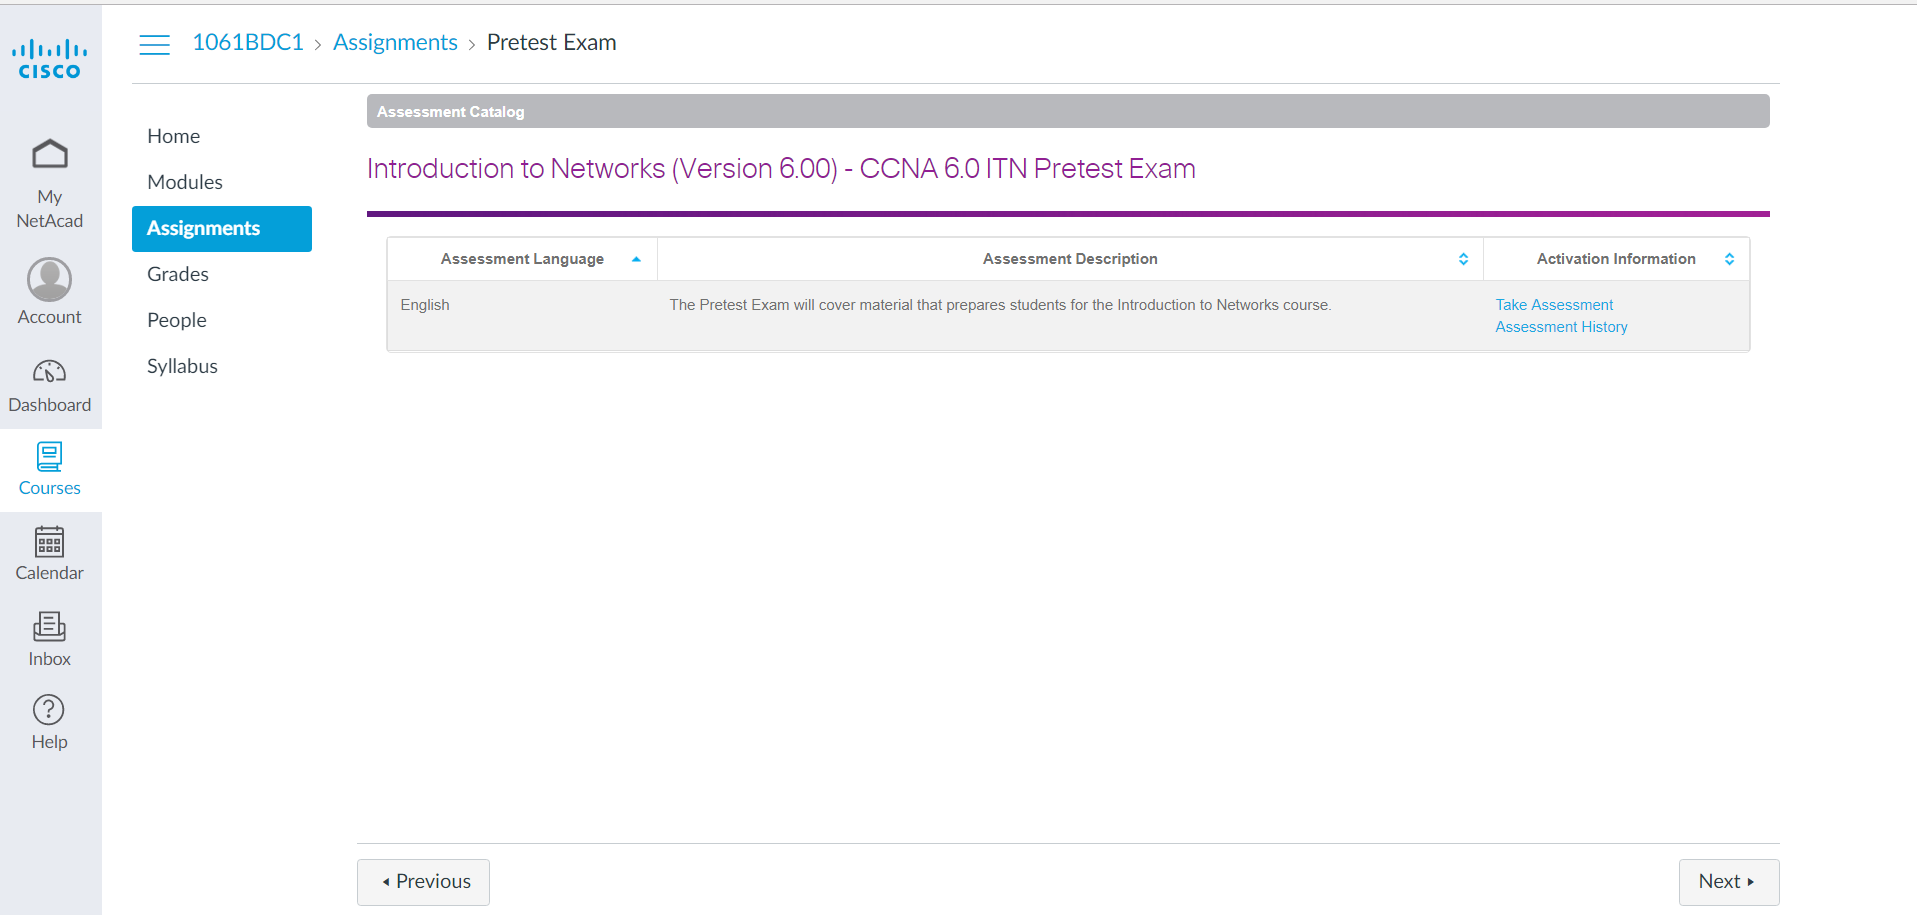 CISCO
My
NetAcad
Account
Dashboard
Courses
Calendar
Inbox
Help
1061BDC1 > Assignments > Pretest Exam
Home
Modules
Assignments
Grades
People
Syllabus
Assessment Catalog
Introduction to Networks (Version 6.00) - CCNA 6.0 ITN Pretest Exam
Assessment Language Assessment Description Activation Information
English The Pretest Exam will cover material that prepares students for the Introduction to Networks course. Take Assessment
Assessment History
Previous
Next